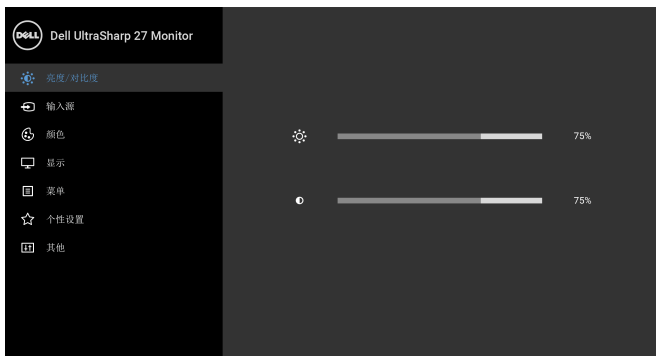 DELL Dell UltraSharp 27 Monitor
亮度/对比度
输入源
颜色
75%
显示
菜单
75%
个性设置
其他